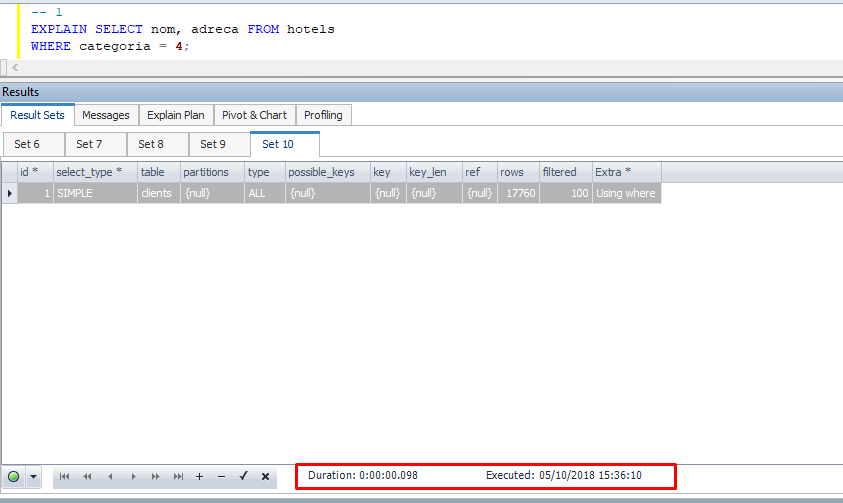 -- 1
EXPLAIN SELECT nom, adreca FROM hotels
WHERE categoria = 4;
Results
Result Sets Messages Explain Plan Pivot & Chart Profiling
Set 6 Set 7 Set 8 Set 9 Set 10
id * select_type * table partitions type possible_keys key key_len ref rows filtered Extra *
1 SIMPLE clients {null} ALL {null} {null} {null} {null} 17760 100 Using where
Duration: 0:00:00.098 Executed: 05/10/2018 15:36:10